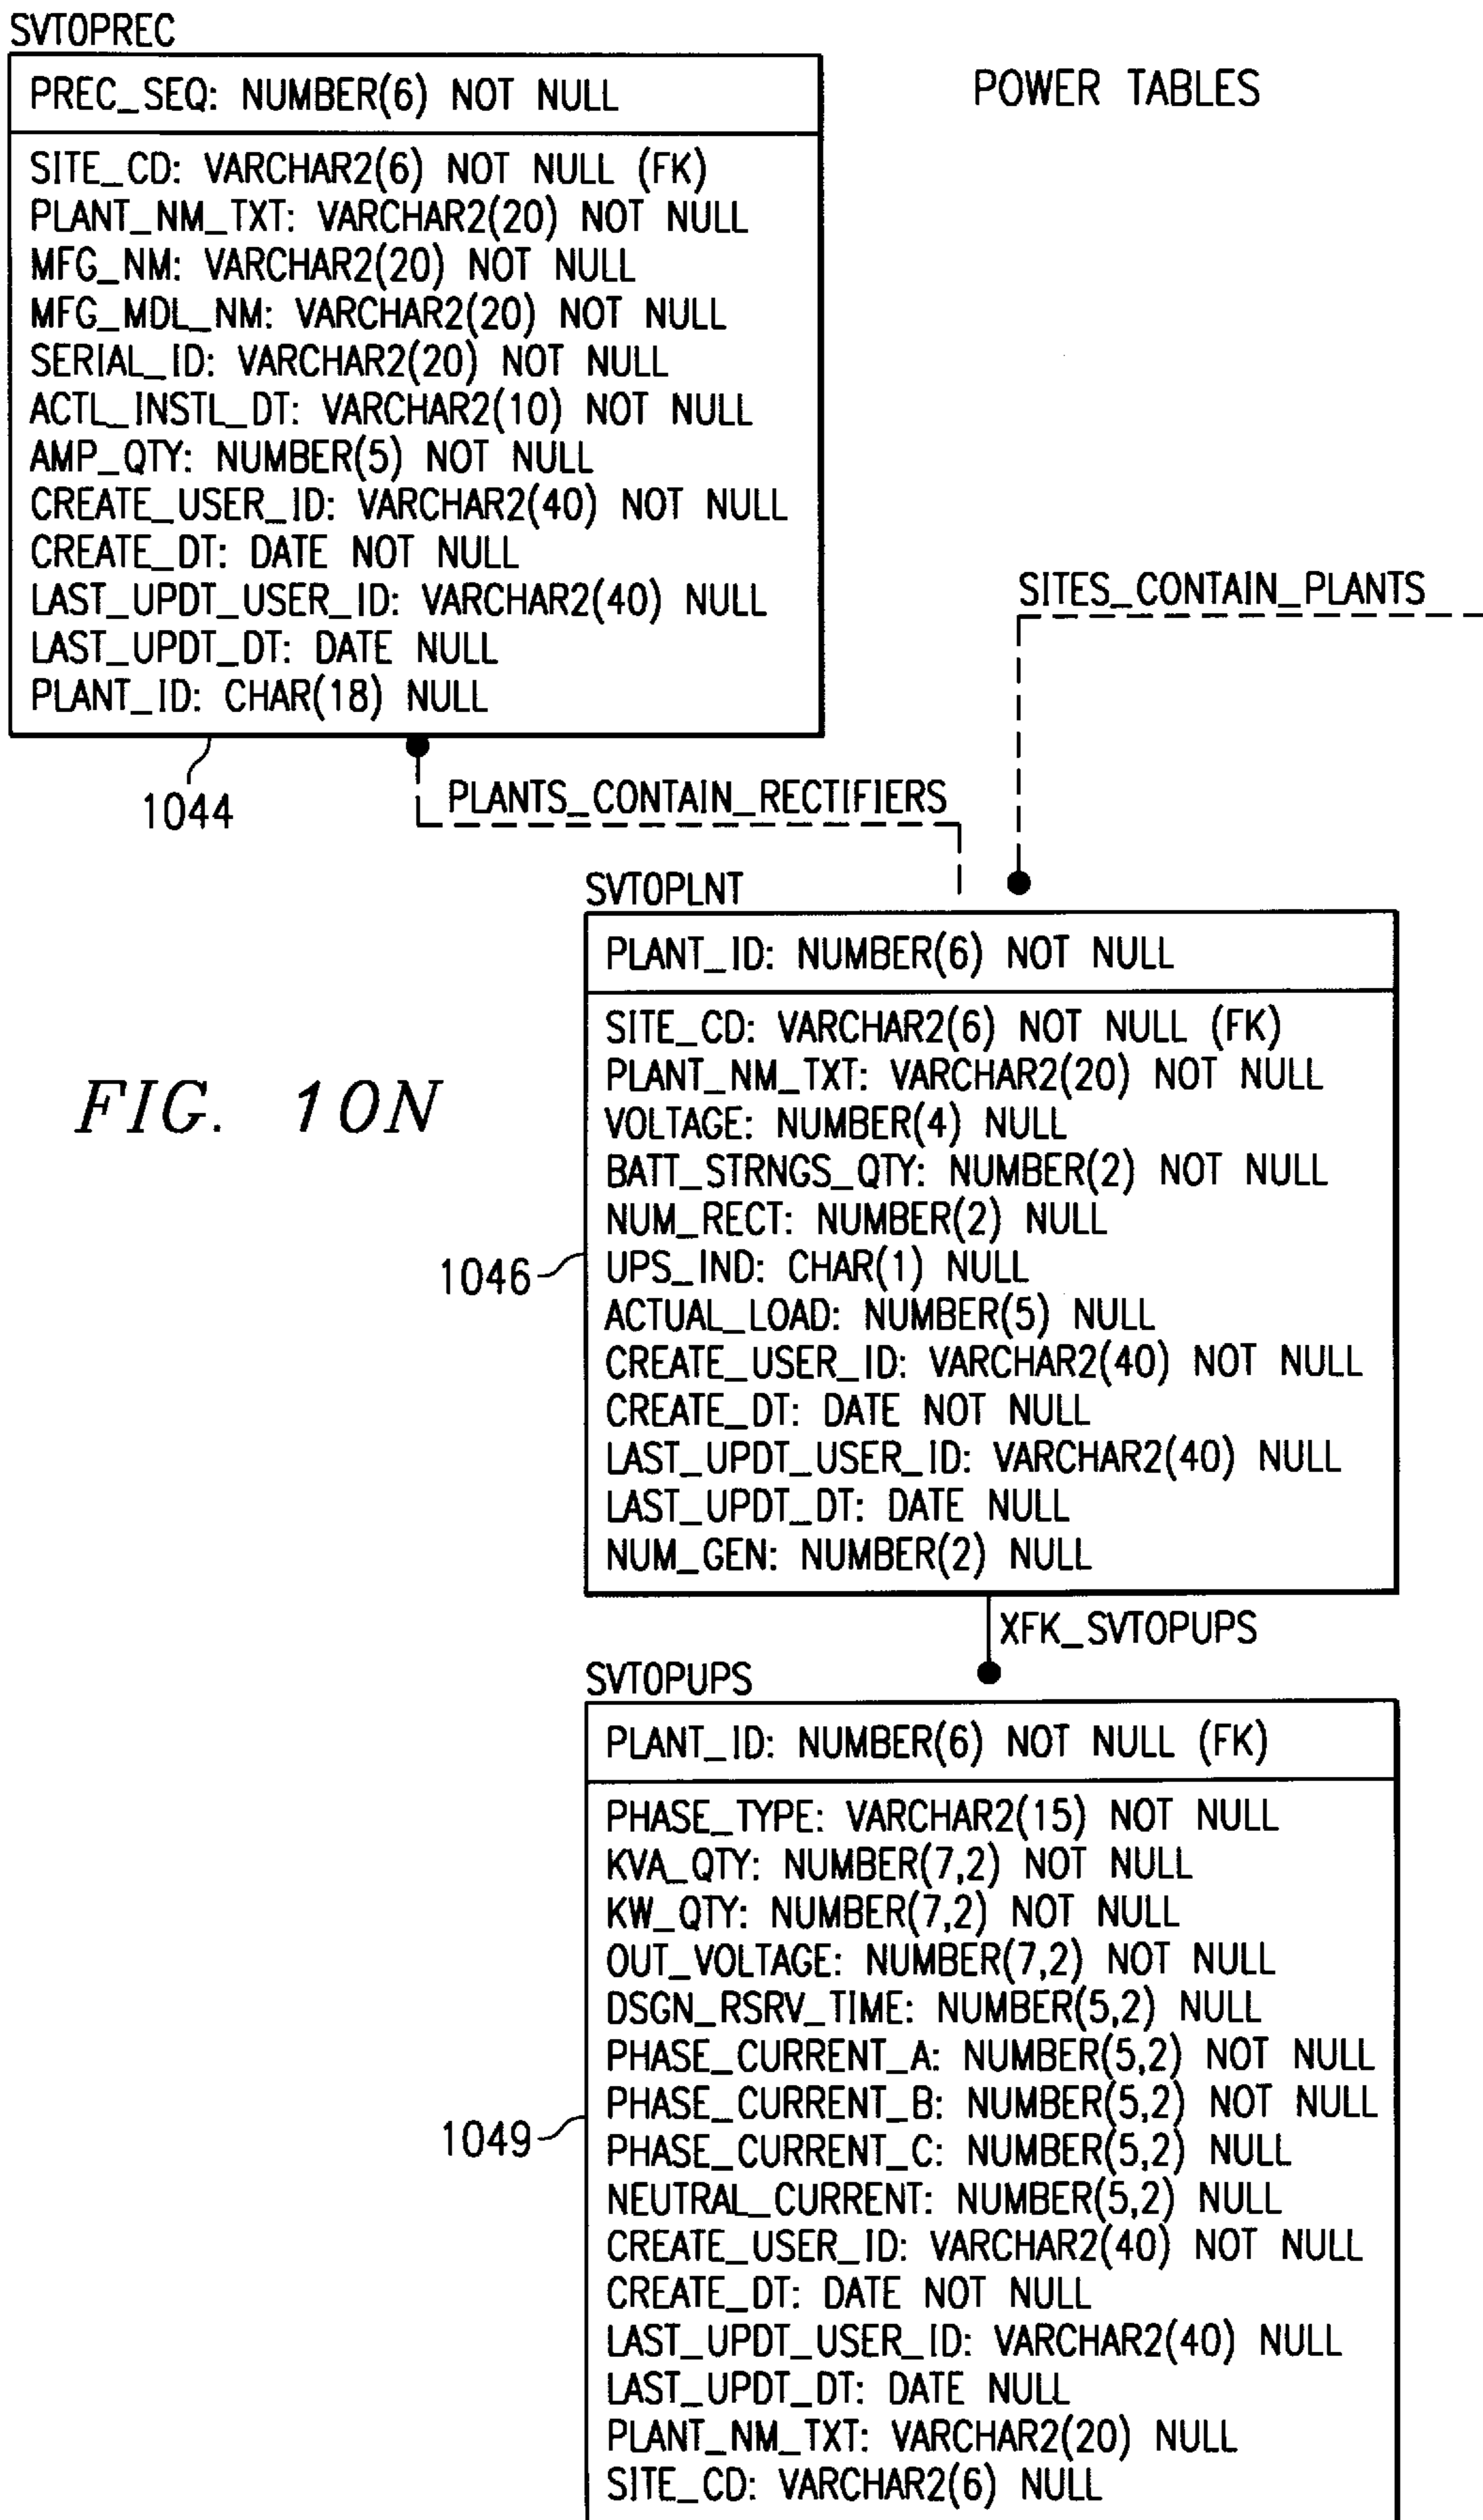 SVTOPREC
POWER TABLES
PREC_SEQ: NUMBER(6) NOT NULL
SITE_CD: VARCHAR2(6) NOT NULL (FK)
PLANT_NM_TXT: VARCHAR2(20) NOT NULL
MFG_NM: VARCHAR2(20) NOT NULL
MFG_MDL_NM: VARCHAR2(20) NOT NULL
SERIAL_ID: VARCHAR2(20) NOT NULL
ACTL_INSTL_DT: VARCHAR2(10) NOT NULL
AMP_QTY: NUMBER(5) NOT NULL
CREATE_USER_ID: VARCHAR2(40) NOT NULL
CREATE_DT: DATE NOT NULL
LAST_UPDT_USER_ID: VARCHAR2(40) NULL
LAST_UPDT_DT: DATE NULL
PLANT_ID: CHAR(18) NULL
1044
SITES_CONTAIN_PLANTS
PLANTS_CONTAIN_RECTIFIERS
SVTOPLNT
PLANT_ID: NUMBER(6) NOT NULL
SITE_CD: VARCHAR2(6) NOT NULL (FK)
PLANT_NM_TXT: VARCHAR2(20) NOT NULL
VOLTAGE: NUMBER(4) NULL
BATT_STRNGS_QTY: NUMBER(2) NOT NULL
NUM_RECT: NUMBER(2) NULL
UPS_IND: CHAR(1) NULL
ACTUAL_LOAD: NUMBER(5) NULL
CREATE_USER_ID: VARCHAR2(40) NOT NULL
CREATE_DT: DATE NOT NULL
LAST_UPDT_USER_ID: VARCHAR2(40) NULL
LAST_UPDT_DT: DATE NULL
NUM_GEN: NUMBER(2) NULL
1046
FIG. 10N
XFK_SVTOPUPS
SVTOPUPS
PLANT_ID: NUMBER(6) NOT NULL (FK)
PHASE_TYPE: VARCHAR2(15) NOT NULL
KVA_QTY: NUMBER(7,2) NOT NULL
KW_QTY: NUMBER(7,2) NOT NULL
OUT_VOLTAGE: NUMBER(7,2) NOT NULL
DSGN_RSRV_TIME: NUMBER(5,2) NULL
PHASE_CURRENT_A: NUMBER(5,2) NOT NULL
PHASE_CURRENT_B: NUMBER(5,2) NOT NULL
PHASE_CURRENT_C: NUMBER(5,2) NULL
NEUTRAL_CURRENT: NUMBER(5,2) NULL
CREATE_USER_ID: VARCHAR2(40) NOT NULL
CREATE_DT: DATE NOT NULL
LAST_UPDT_USER_ID: VARCHAR2(40) NULL
LAST_UPDT_DT: DATE NULL
PLANT_NM_TXT: VARCHAR2(20) NULL
SITE_CD: VARCHAR2(6) NULL
1049